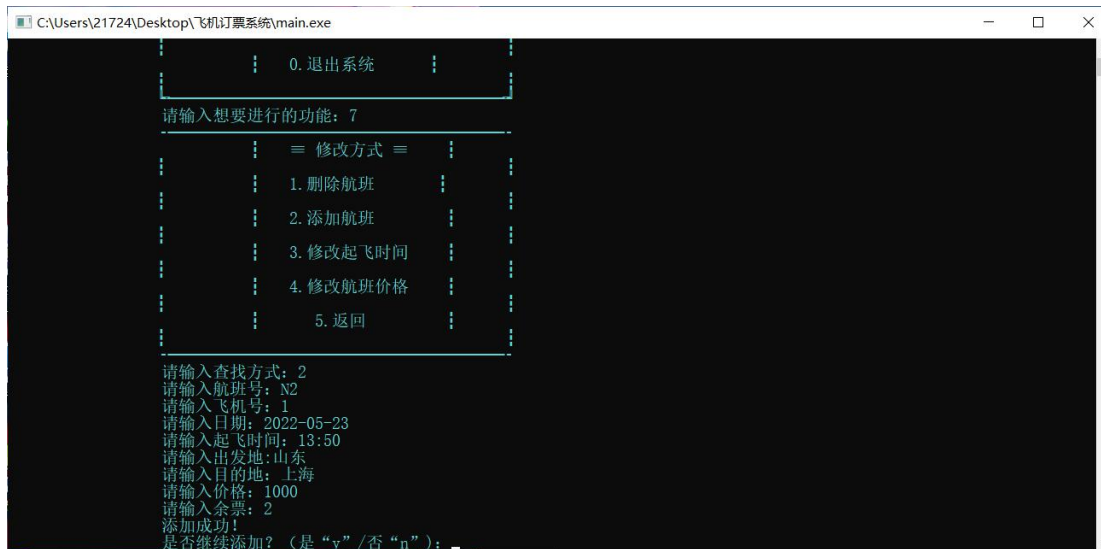 C:\Users\21724\Desktop\飞机订票系统\main.exe
0.退出系统
请输入想要进行的功能：7
≡ 修改方式 ≡
1.删除航班
2.添加航班
3.修改起飞时间
4.修改航班价格
5.返回
请输入查找方式：2
请输入航班号：N2
请输入飞机号：1
请输入日期：2022-05-23
请输入起飞时间：13:50
请输入出发地:山东
请输入目的地：上海
请输入价格：1000
请输入余票：2
添加成功！
是否继续添加？（是“y”/否“n”）：